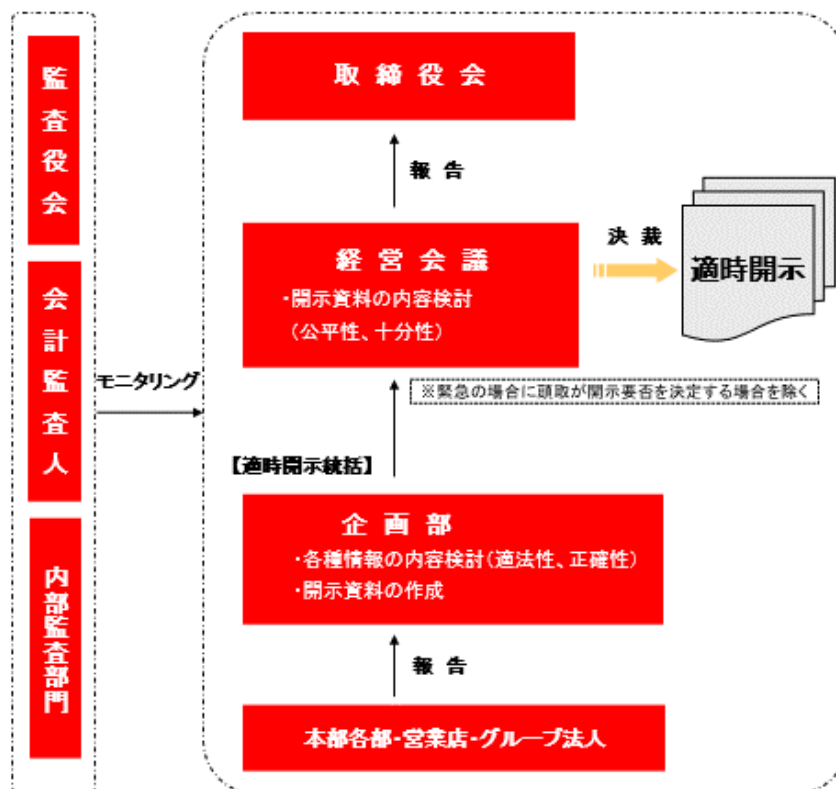 監査役会
会計監査人
内部監査部門
モニタリング
取締役会
報告
経営会議
・開示資料の内容検討
(公平性、十分性)
決裁
適時開示
※緊急の場合に頭取が開示要否を決定する場合を除く
【適時開示統括】
企画部
・各種情報の内容検討(適法性、正確性)
・開示資料の作成
報告
本部各部・営業店・グループ法人